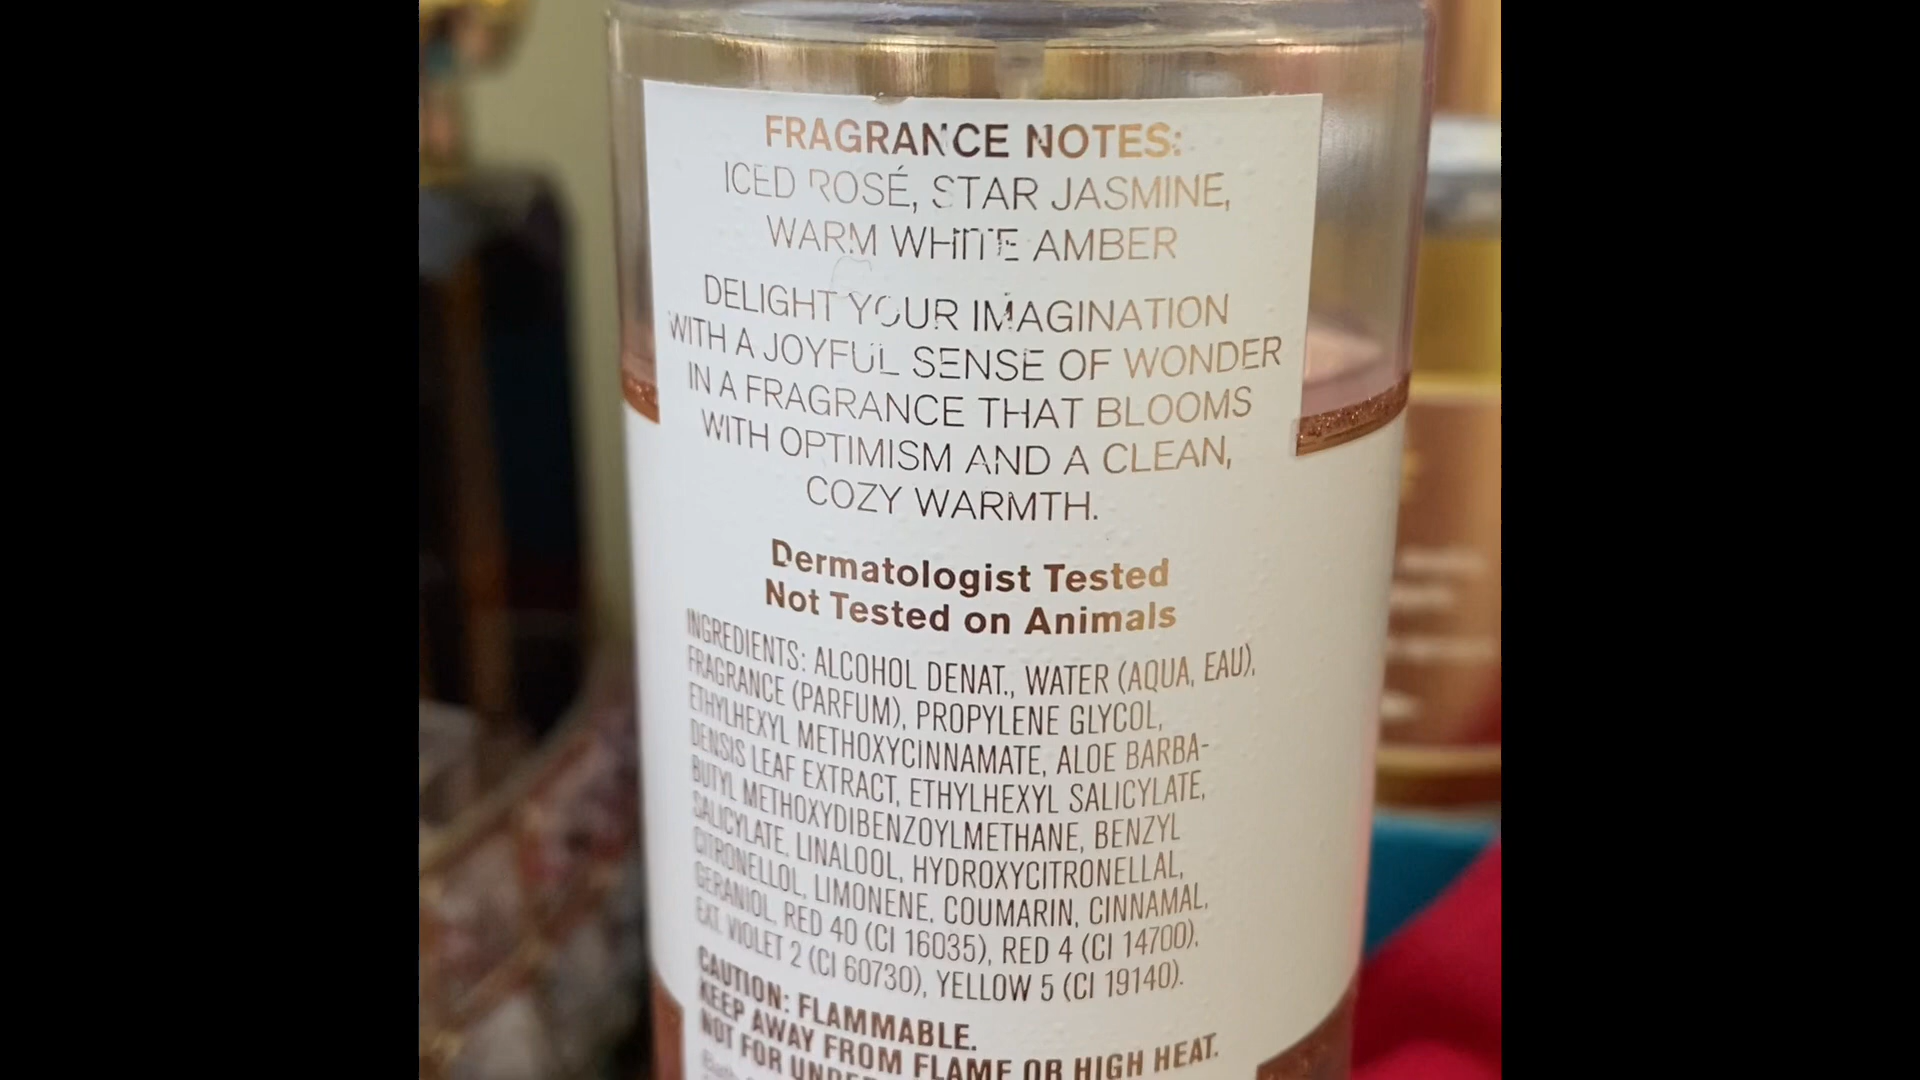 FRAGRANCE NOTES:
ICED ROSÉ, STAR JASMINE,
WARM WHITE AMBER
DELIGHT YOUR IMAGINATION
WITH A JOYFUL SENSE OF WONDER
IN A FRAGRANCE THAT BLOOMS
WITH OPTIMISM AND A CLEAN,
COZY WARMTH.
Dermatologist Tested
Not Tested on Animals
INGREDIENTS: ALCOHOL DENAT., WATER (AQUA, EAU),
FRAGRANCE (PARFUM), PROPYLENE GLYCOL,
ETHYLHEXYL METHOXYCINNAMATE, ALOE BARBA-
DENSIS LEAF EXTRACT, ETHYLHEXYL SALICYLATE,
BUTYL METHOXYDIBENZOYLMETHANE, BENZYL
SALICYLATE, LINALOOL, HYDROXYCITRONELLAL,
CITRONELLOL, LIMONENE, COUMARIN, CINNAMAL,
GERANIOL, RED 40 (CI 16035), RED 4 (CI 14700),
EXT. VIOLET 2 (CI 60730), YELLOW 5 (CI 19140).
CAUTION: FLAMMABLE.
KEEP AWAY FROM FLAME OR HIGH HEAT.
NOT FOR